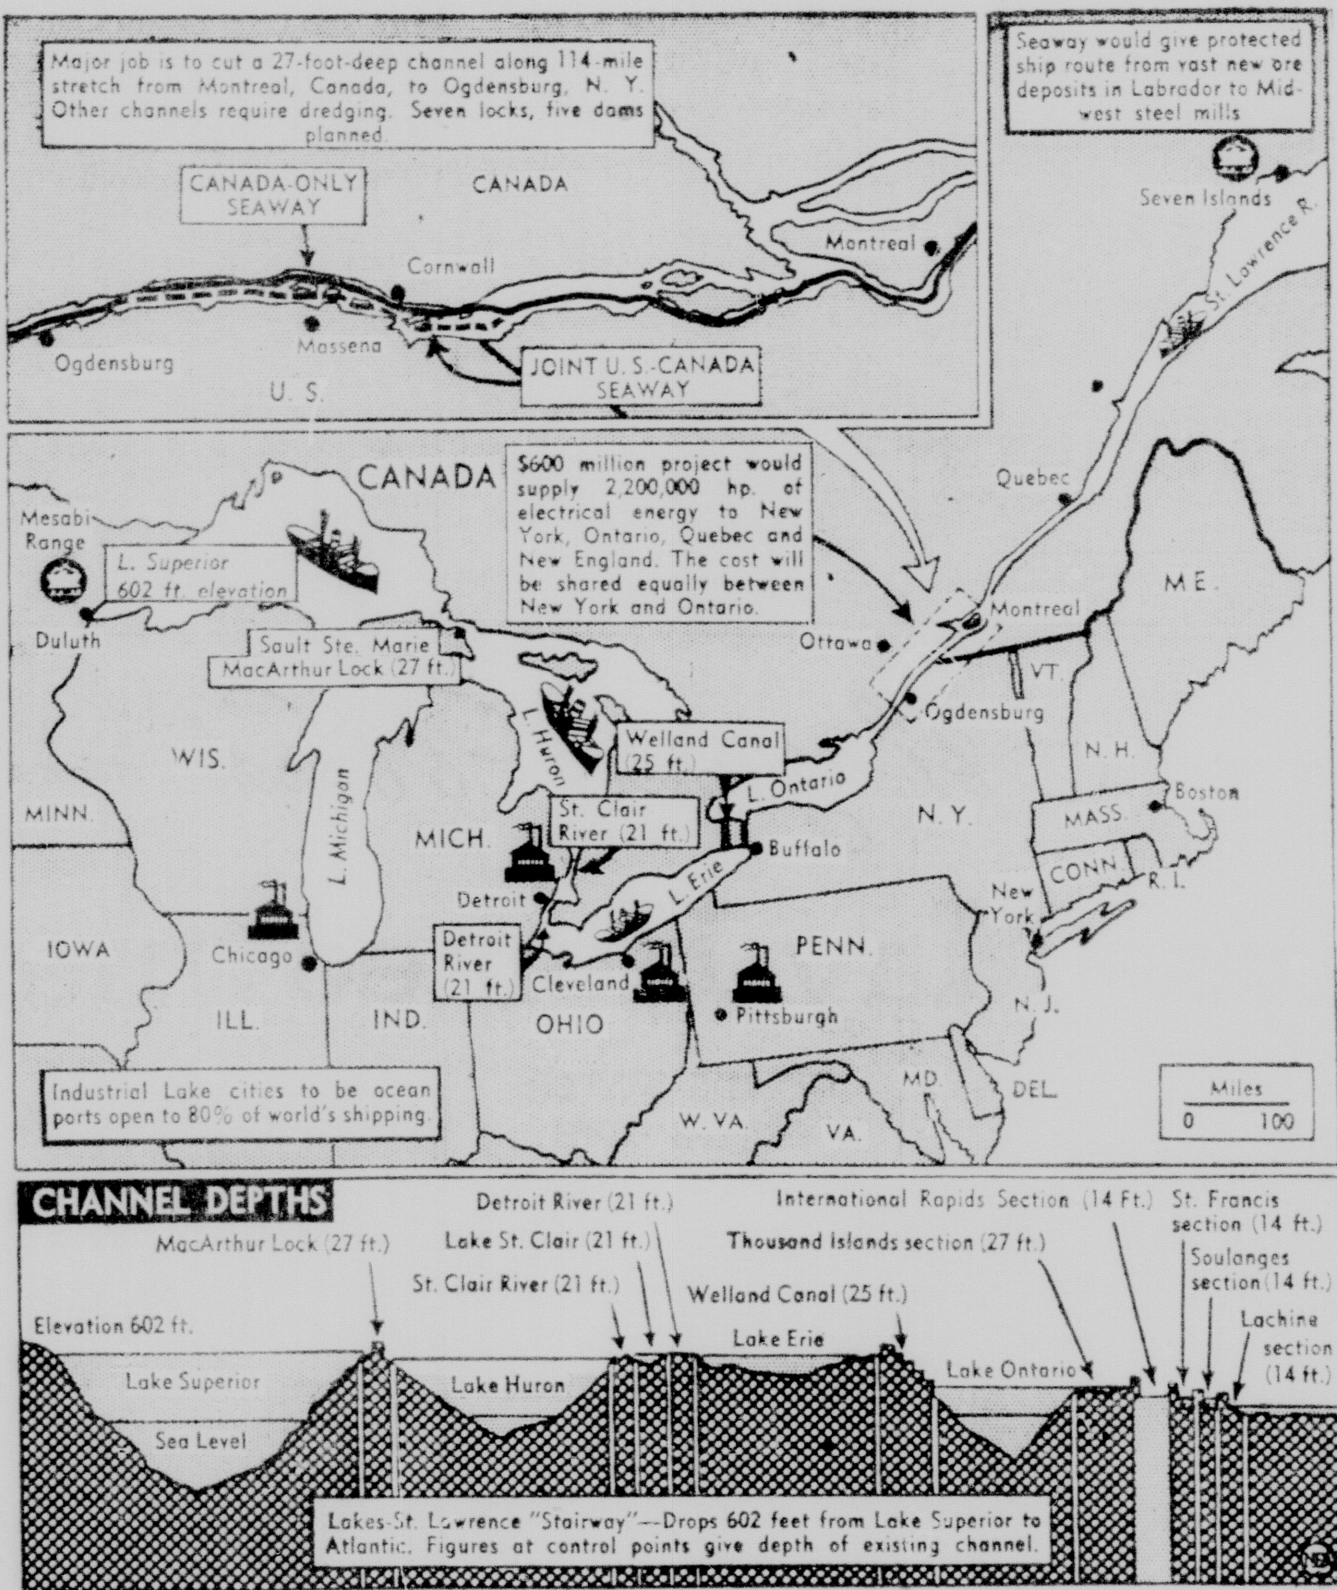 Major job is to cut a 27-foot-deep channel along 114-mile
stretch from Montreal, Canada, to Ogdensburg, N. Y.
Other channels require dredging. Seven locks, five dams
planned.
Seaway would give protected
ship route from vast new ore
deposits in Labrador to Mid-
west steel mills
CANADA-ONLY
SEAWAY
CANADA
Seven Islands
St. Lawrence R.
Montreal
Cornwall
Massena
Ogdensburg
U. S.
JOINT U. S.-CANADA
SEAWAY
CANADA
$600 million project would
supply 2,200,000 hp. of
electrical energy to New
York, Ontario, Quebec and
New England. The cost will
be shared equally between
New York and Ontario.
Quebec
Mesabi
Range
L. Superior
602 ft. elevation
Duluth
Sault Ste. Marie
MacArthur Lock (27 ft.)
Ottawa
Montreal
ME.
VT.
Ogdensburg
N. H.
L. Huron
Welland Canal
(25 ft.)
L. Ontario
WIS.
MINN.
L. Michigan
MICH.
St. Clair
River (21 ft.)
N. Y.
Boston
MASS.
Buffalo
CONN.
R. I.
L. Erie
Detroit
New
York
IOWA
Chicago
Detroit
River
(21 ft.)
Cleveland
PENN.
Pittsburgh
N. J.
ILL.
IND.
OHIO
MD.
DEL.
W. VA.
VA.
Industrial Lake cities to be ocean
ports open to 80% of world's shipping.
Miles
0 100
CHANNEL DEPTHS
MacArthur Lock (27 ft.)
Detroit River (21 ft.)
Lake St. Clair (21 ft.)
St. Clair River (21 ft.)
International Rapids Section (14 Ft.)
Thousand Islands section (27 ft.)
Welland Canal (25 ft.)
St. Francis
section (14 ft.)
Soulanges
section (14 ft.)
Lachine
section
(14 ft.)
Elevation 602 ft.
Lake Superior
Sea Level
Lake Huron
Lake Erie
Lake Ontario
Lakes-St. Lawrence "Stairway"—Drops 602 feet from Lake Superior to
Atlantic. Figures at control points give depth of existing channel.
NEA